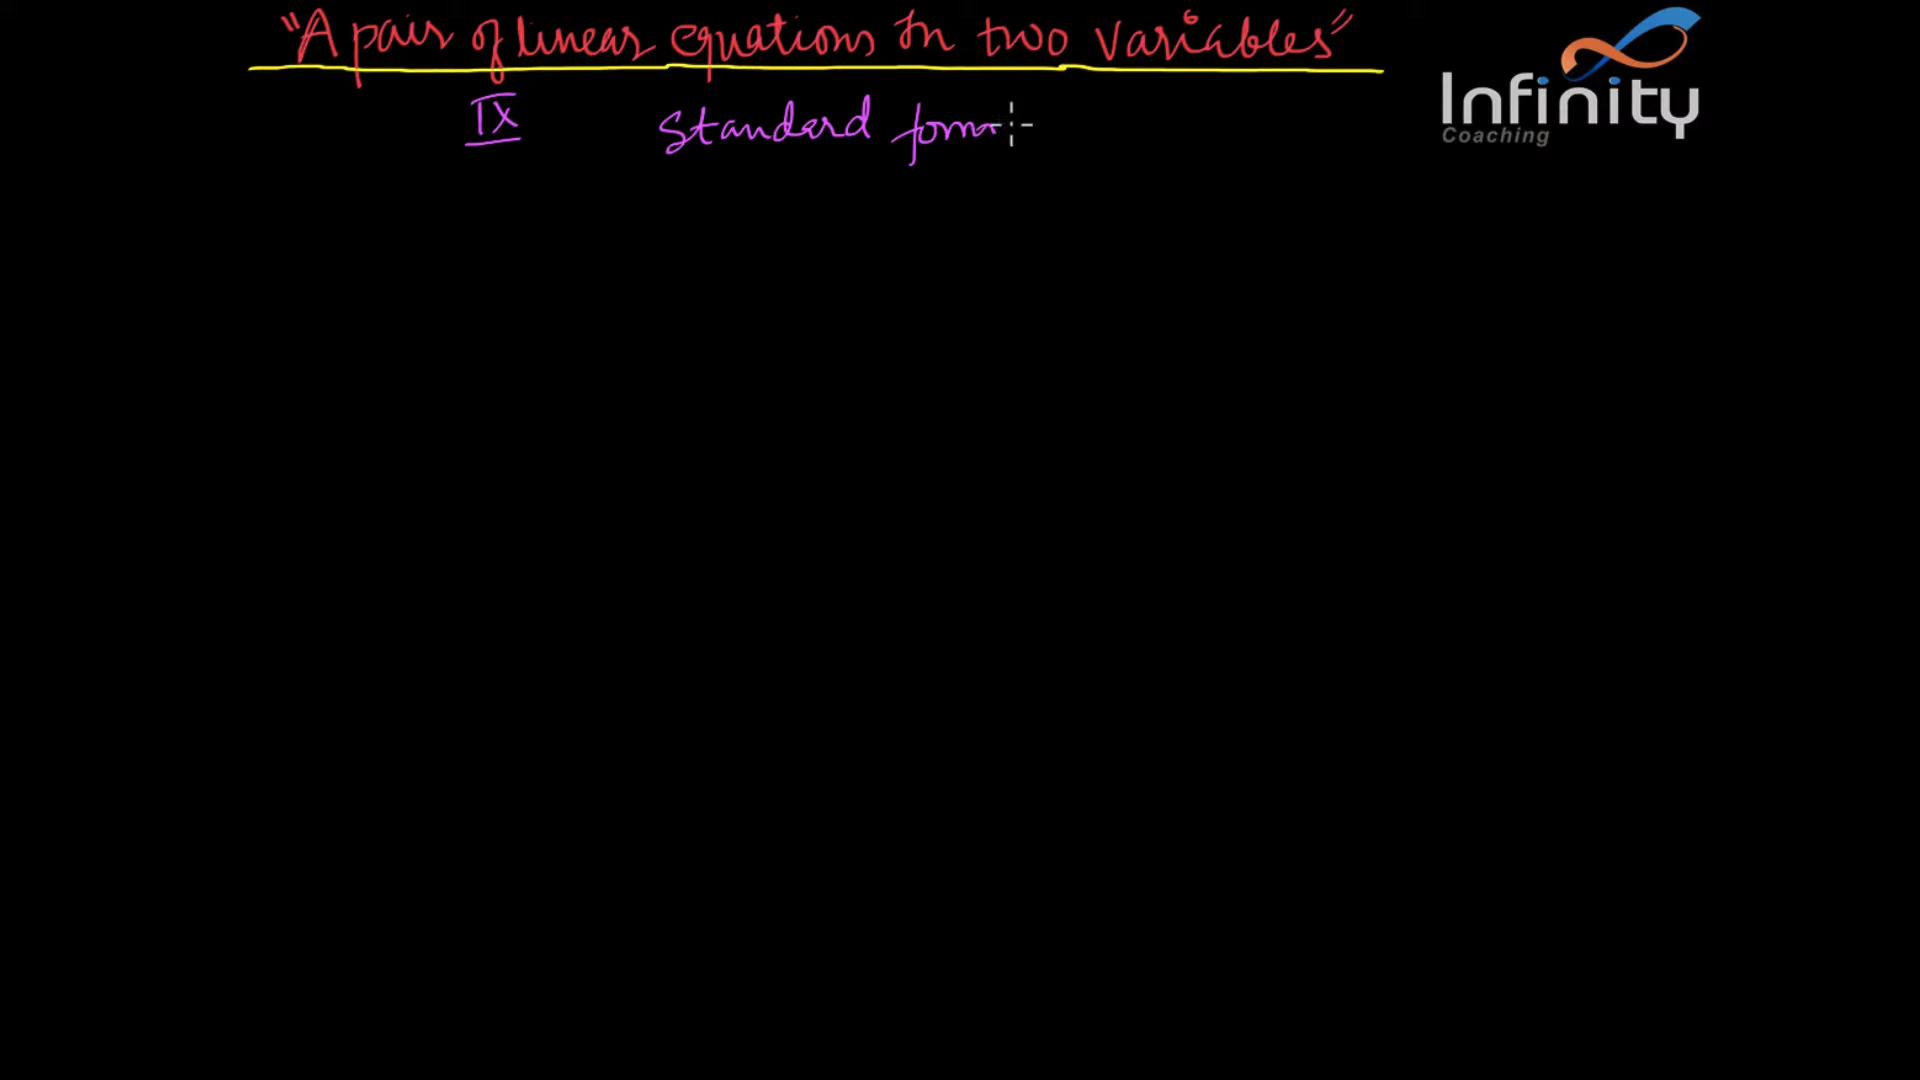 "A pair of linear equations In two variables"
Infinity
Coaching
IX Standard form